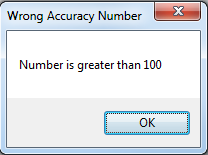 Wrong Accuracy Number
Number is greater than 100
OK